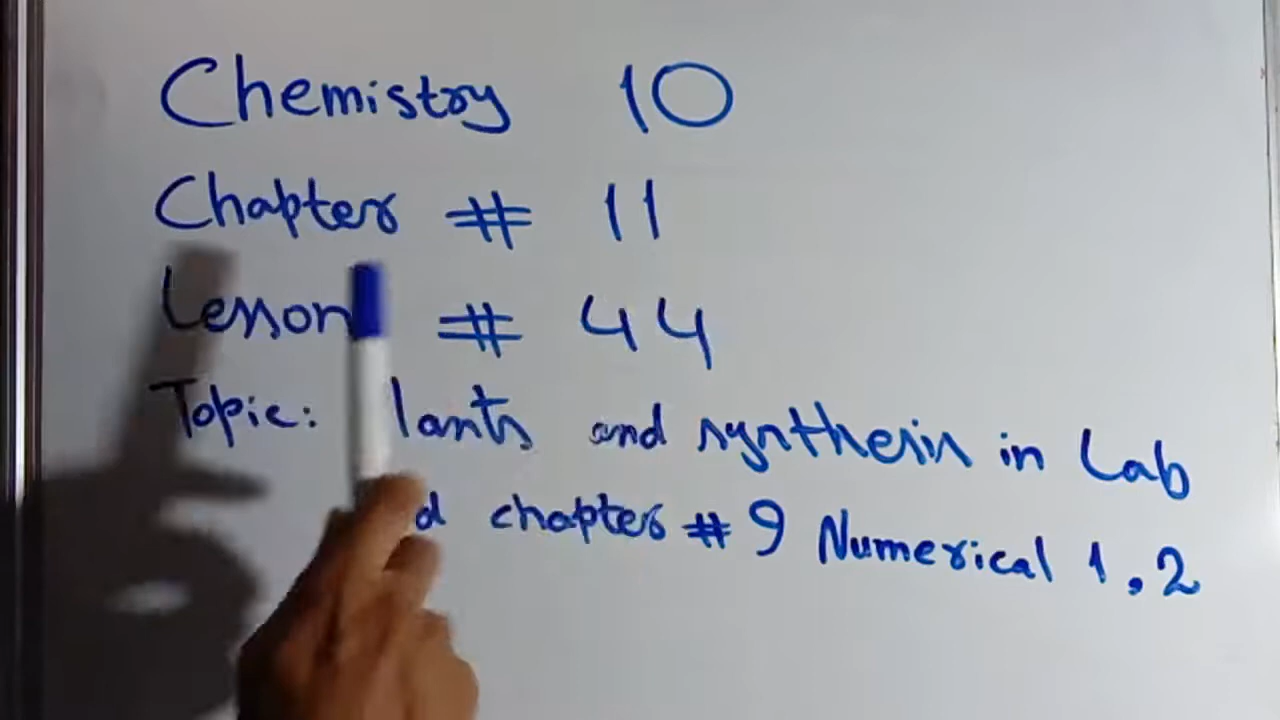 Chemistry 10
Chapter # 11
Lesson # 44
Topic: lants and synthesis in Lab
d chapter # 9 Numerical 1, 2